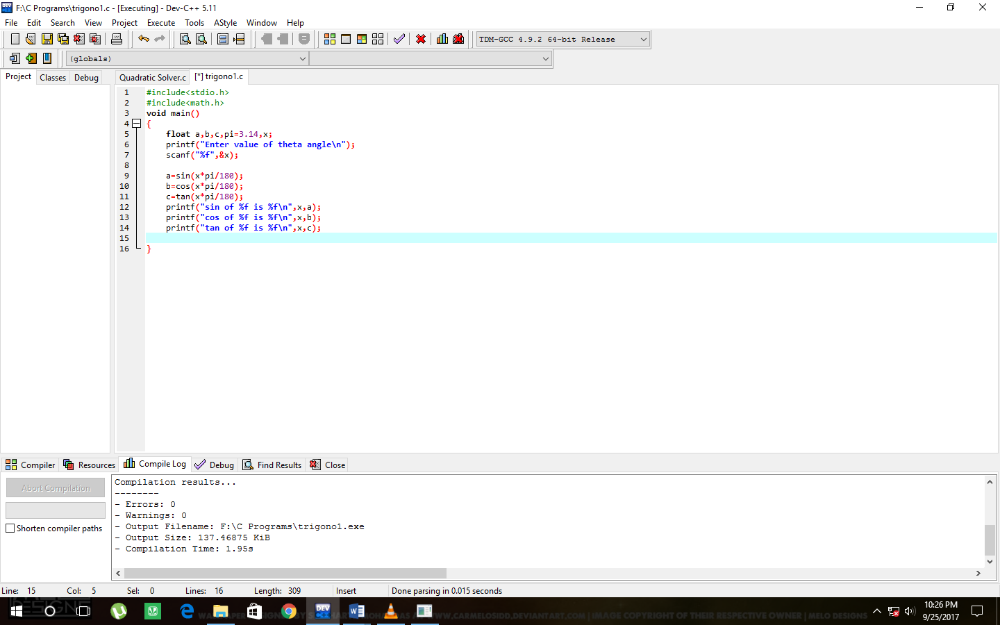 F:\C Programs\trigono1.c - [Executing] - Dev-C++ 5.11
File Edit Search View Project Execute Tools AStyle Window Help
TDM-GCC 4.9.2 64-bit Release
(globals)
Project Classes Debug
Quadratic Solver.c [*] trigono1.c
1 #include<stdio.h>
2 #include<math.h>
3 void main()
4 {
5 float a,b,c,pi=3.14,x;
6 printf("Enter value of theta angle\n");
7 scanf("%f",&x);
8
9 a=sin(x*pi/180);
10 b=cos(x*pi/180);
11 c=tan(x*pi/180);
12 printf("sin of %f is %f\n",x,a);
13 printf("cos of %f is %f\n",x,b);
14 printf("tan of %f is %f\n",x,c);
15
16 }
Compiler Resources Compile Log Debug Find Results Close
Abort Compilation
Shorten compiler paths
Compilation results...
--------
- Errors: 0
- Warnings: 0
- Output Filename: F:\C Programs\trigono1.exe
- Output Size: 137.46875 KiB
- Compilation Time: 1.95s
Line: 15 Col: 5 Sel: 0 Lines: 16 Length: 309 Insert Done parsing in 0.015 seconds
DEV C++
WWW.CARMELOSIDD.DEVIANTART.COM | IMAGE COPYRIGHT OF THEIR RESPECTIVE OWNER | MELO DESIGNS
10:26 PM
9/25/2017